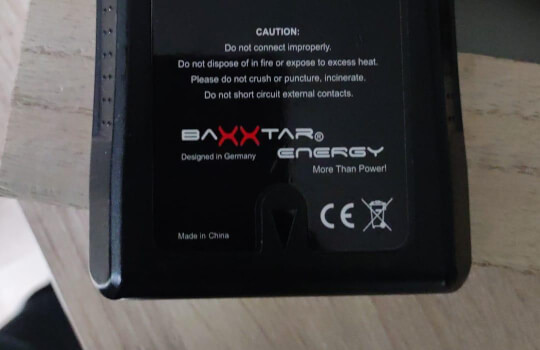 CAUTION:
Do not connect improperly.
Do not dispose of in fire or expose to excess heat.
Please do not crush or puncture, incinerate.
Do not short circuit external contacts.
BAXXTAR®
Designed in Germany
ENERGY
More Than Power!
CE
Made in China